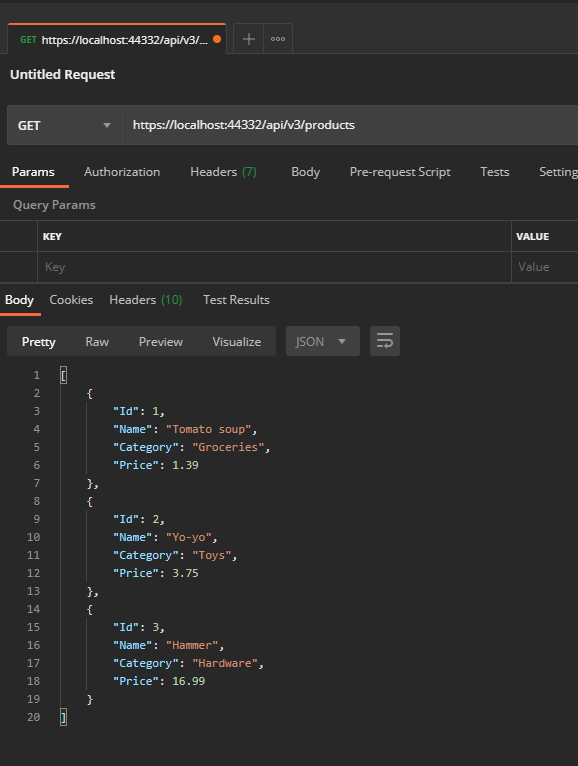 GET https://localhost:44332/api/v3/...
Untitled Request
GET https://localhost:44332/api/v3/products
Params Authorization Headers (7) Body Pre-request Script Tests Setting
Query Params
KEY VALUE
Key Value
Body Cookies Headers (10) Test Results
Pretty Raw Preview Visualize JSON
1 [
2 {
3 "Id": 1,
4 "Name": "Tomato soup",
5 "Category": "Groceries",
6 "Price": 1.39
7 },
8 {
9 "Id": 2,
10 "Name": "Yo-yo",
11 "Category": "Toys",
12 "Price": 3.75
13 },
14 {
15 "Id": 3,
16 "Name": "Hammer",
17 "Category": "Hardware",
18 "Price": 16.99
19 }
20 ]